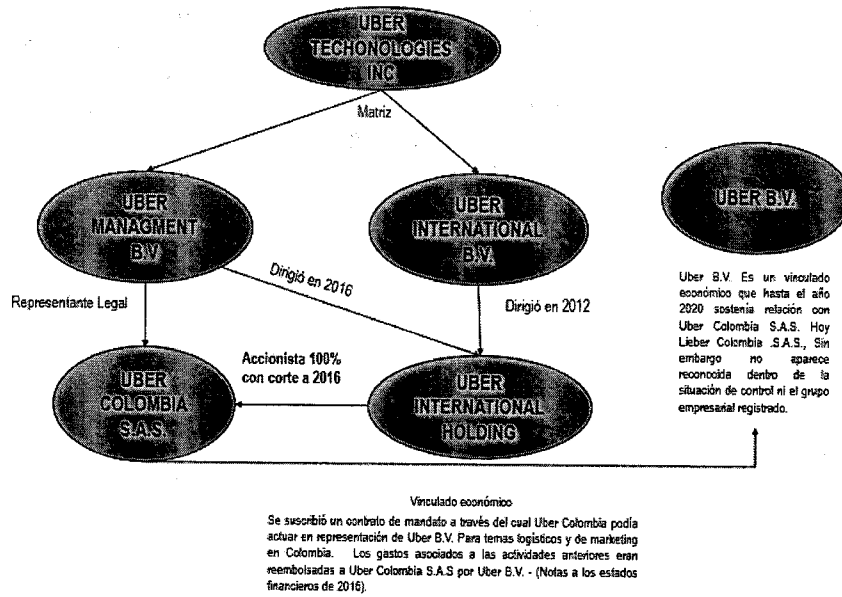 UBER
TECHONOLOGIES
INC
Matriz
UBER
MANAGMENT
B.V
UBER
INTERNATIONAL
B.V.
UBER B.V.
Dirigió en 2016
Representante Legal
Dirigió en 2012
Uber B.V. Es un vinculado
económico que hasta el año
2020 sostenía relación con
Uber Colombia S.A.S. Hoy
Lieber Colombia .S.A.S., Sin
embargo no aparece
reconocida dentro de la
situación de control ni el grupo
empresarial registrado.
Accionista 100%
con corte a 2016
UBER
COLOMBIA
S.A.S.
UBER
INTERNATIONAL
HOLDING
Vinculado económico
Se suscribió un contrato de mandato a través del cual Uber Colombia podía
actuar en representación de Uber B.V. Para temas logísticos y de marketing
en Colombia. Los gastos asociados a las actividades anteriores eran
reembolsadas a Uber Colombia S.A.S por Uber B.V. - (Notas a los estados
financieros de 2016).